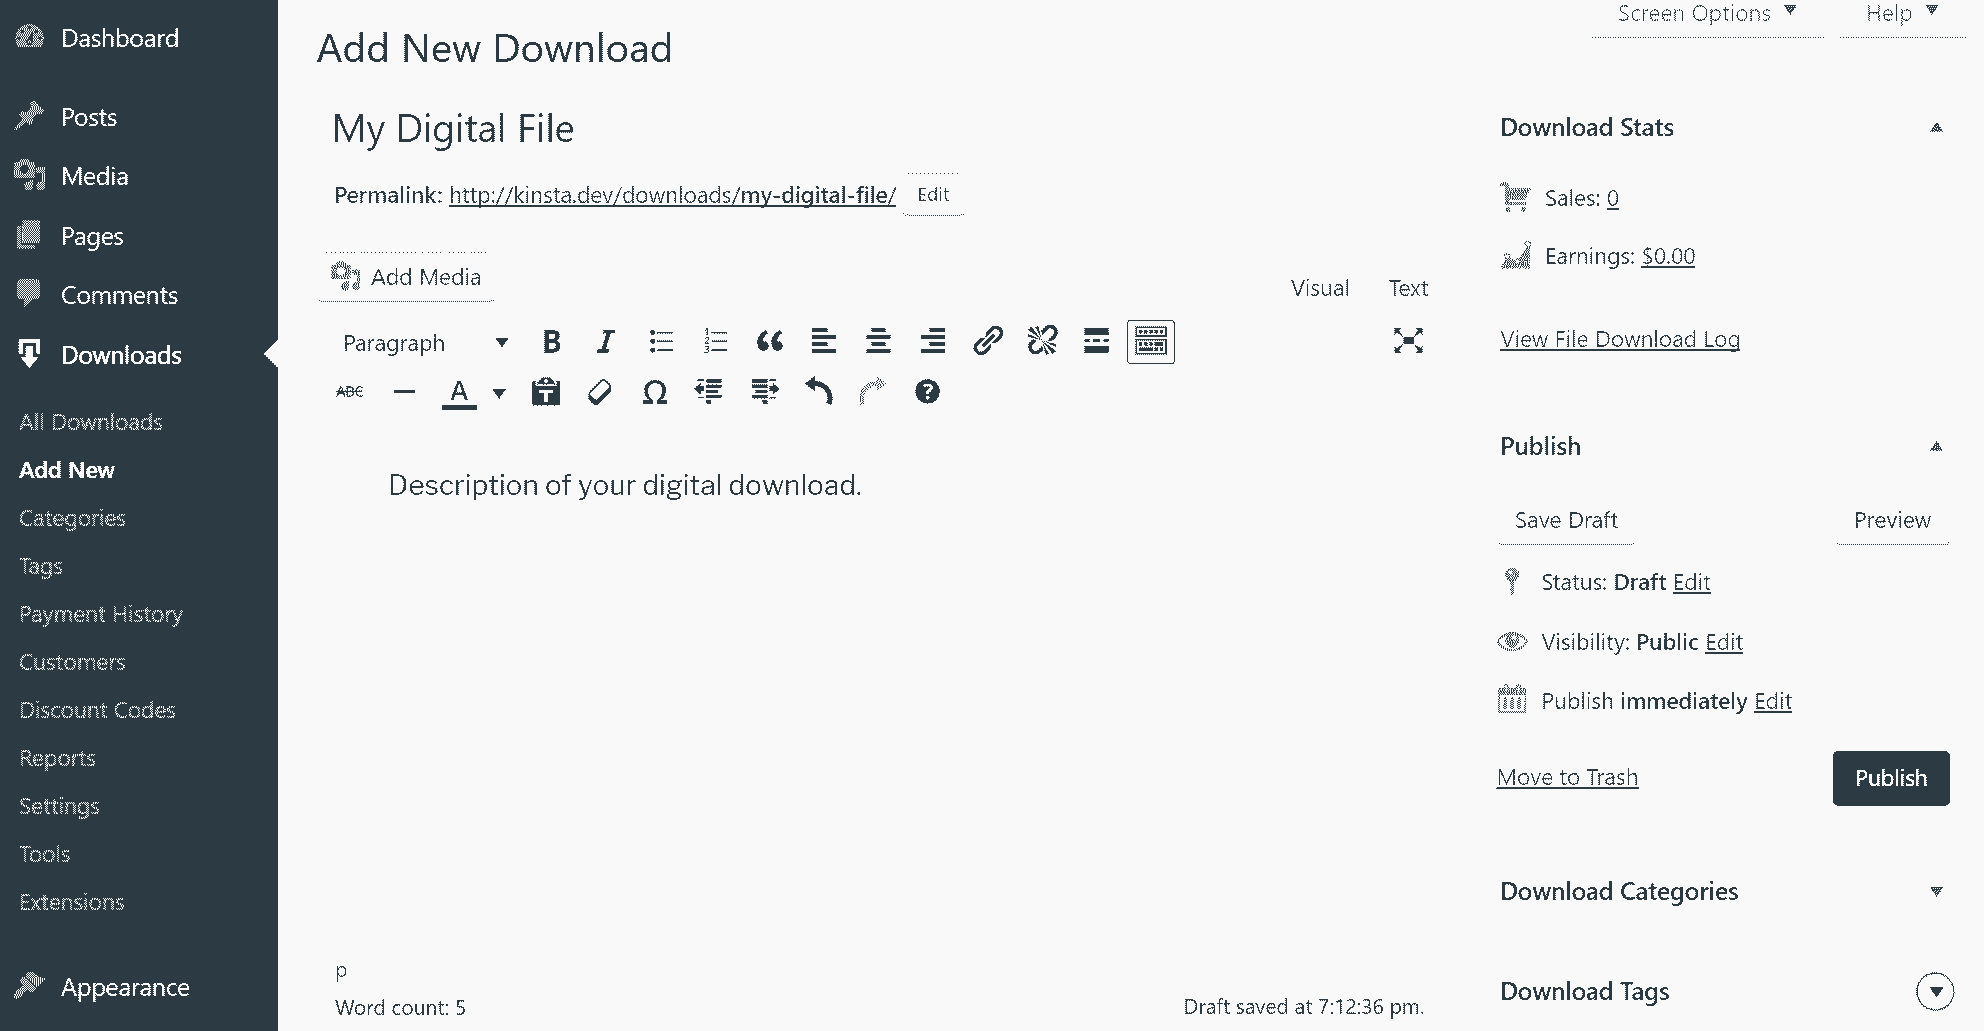 Dashboard
Posts
Media
Pages
Comments
Downloads
All Downloads
Add New
Categories
Tags
Payment History
Customers
Discount Codes
Reports
Settings
Tools
Extensions
Appearance
Screen Options
Help
Add New Download
My Digital File
Permalink: http://kinsta.dev/downloads/my-digital-file/ Edit
Add Media
Visual Text
Paragraph B I
ABC A T Ω ?
Description of your digital download.
p
Word count: 5
Draft saved at 7:12:36 pm.
Download Stats
Sales: 0
Earnings: $0.00
View File Download Log
Publish
Save Draft Preview
Status: Draft Edit
Visibility: Public Edit
Publish immediately Edit
Move to Trash Publish
Download Categories
Download Tags